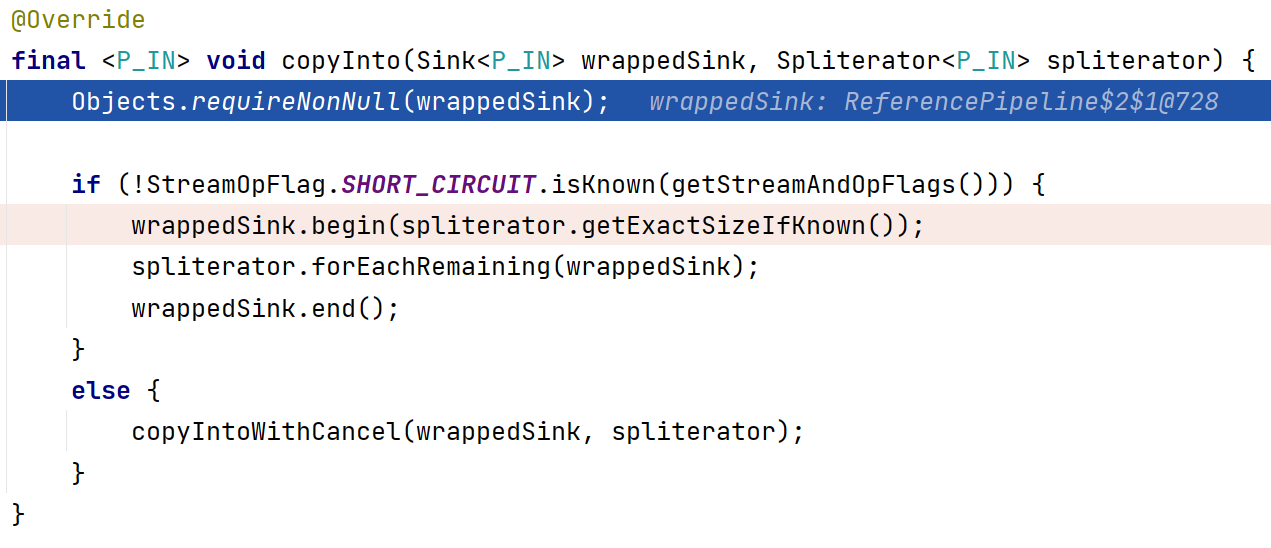 @Override
final <P_IN> void copyInto(Sink<P_IN> wrappedSink, Spliterator<P_IN> spliterator) {
Objects.requireNonNull(wrappedSink);   wrappedSink: ReferencePipeline$2$1@728
if (!StreamOpFlag.SHORT_CIRCUIT.isKnown(getStreamAndOpFlags())) {
wrappedSink.begin(spliterator.getExactSizeIfKnown());
spliterator.forEachRemaining(wrappedSink);
wrappedSink.end();
}
else {
copyIntoWithCancel(wrappedSink, spliterator);
}
}